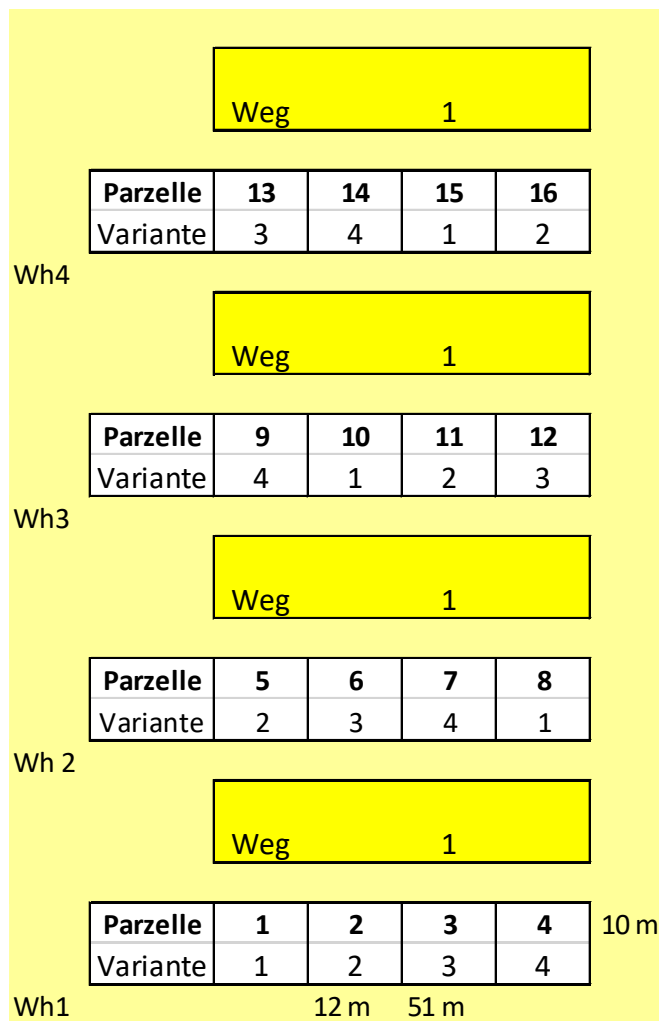 Weg 1
Parzelle 13 14 15 16
Variante 3 4 1 2
Wh4
Weg 1
Parzelle 9 10 11 12
Variante 4 1 2 3
Wh3
Weg 1
Parzelle 5 6 7 8
Variante 2 3 4 1
Wh 2
Weg 1
Parzelle 1 2 3 4 10 m
Variante 1 2 3 4
Wh1 12 m 51 m